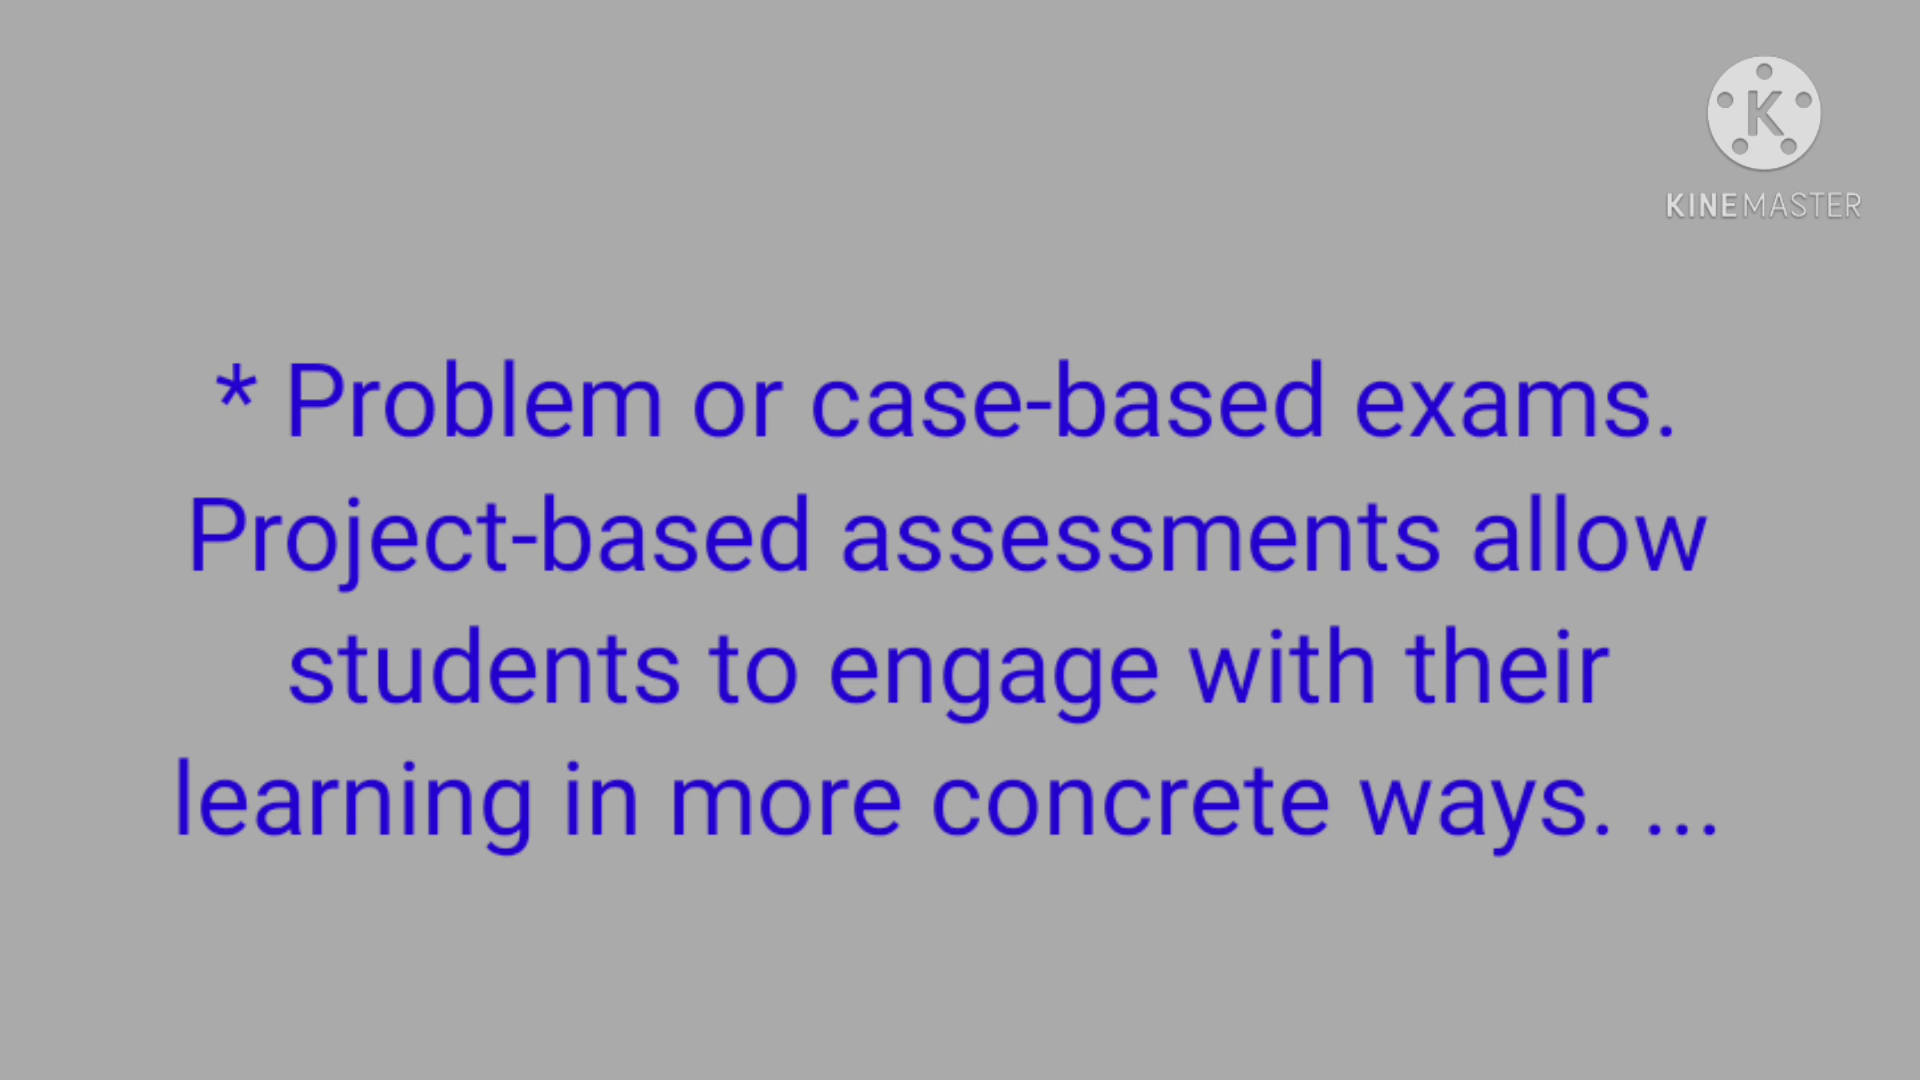 K
KINEMASTER
* Problem or case-based exams.
Project-based assessments allow
students to engage with their
learning in more concrete ways. ...